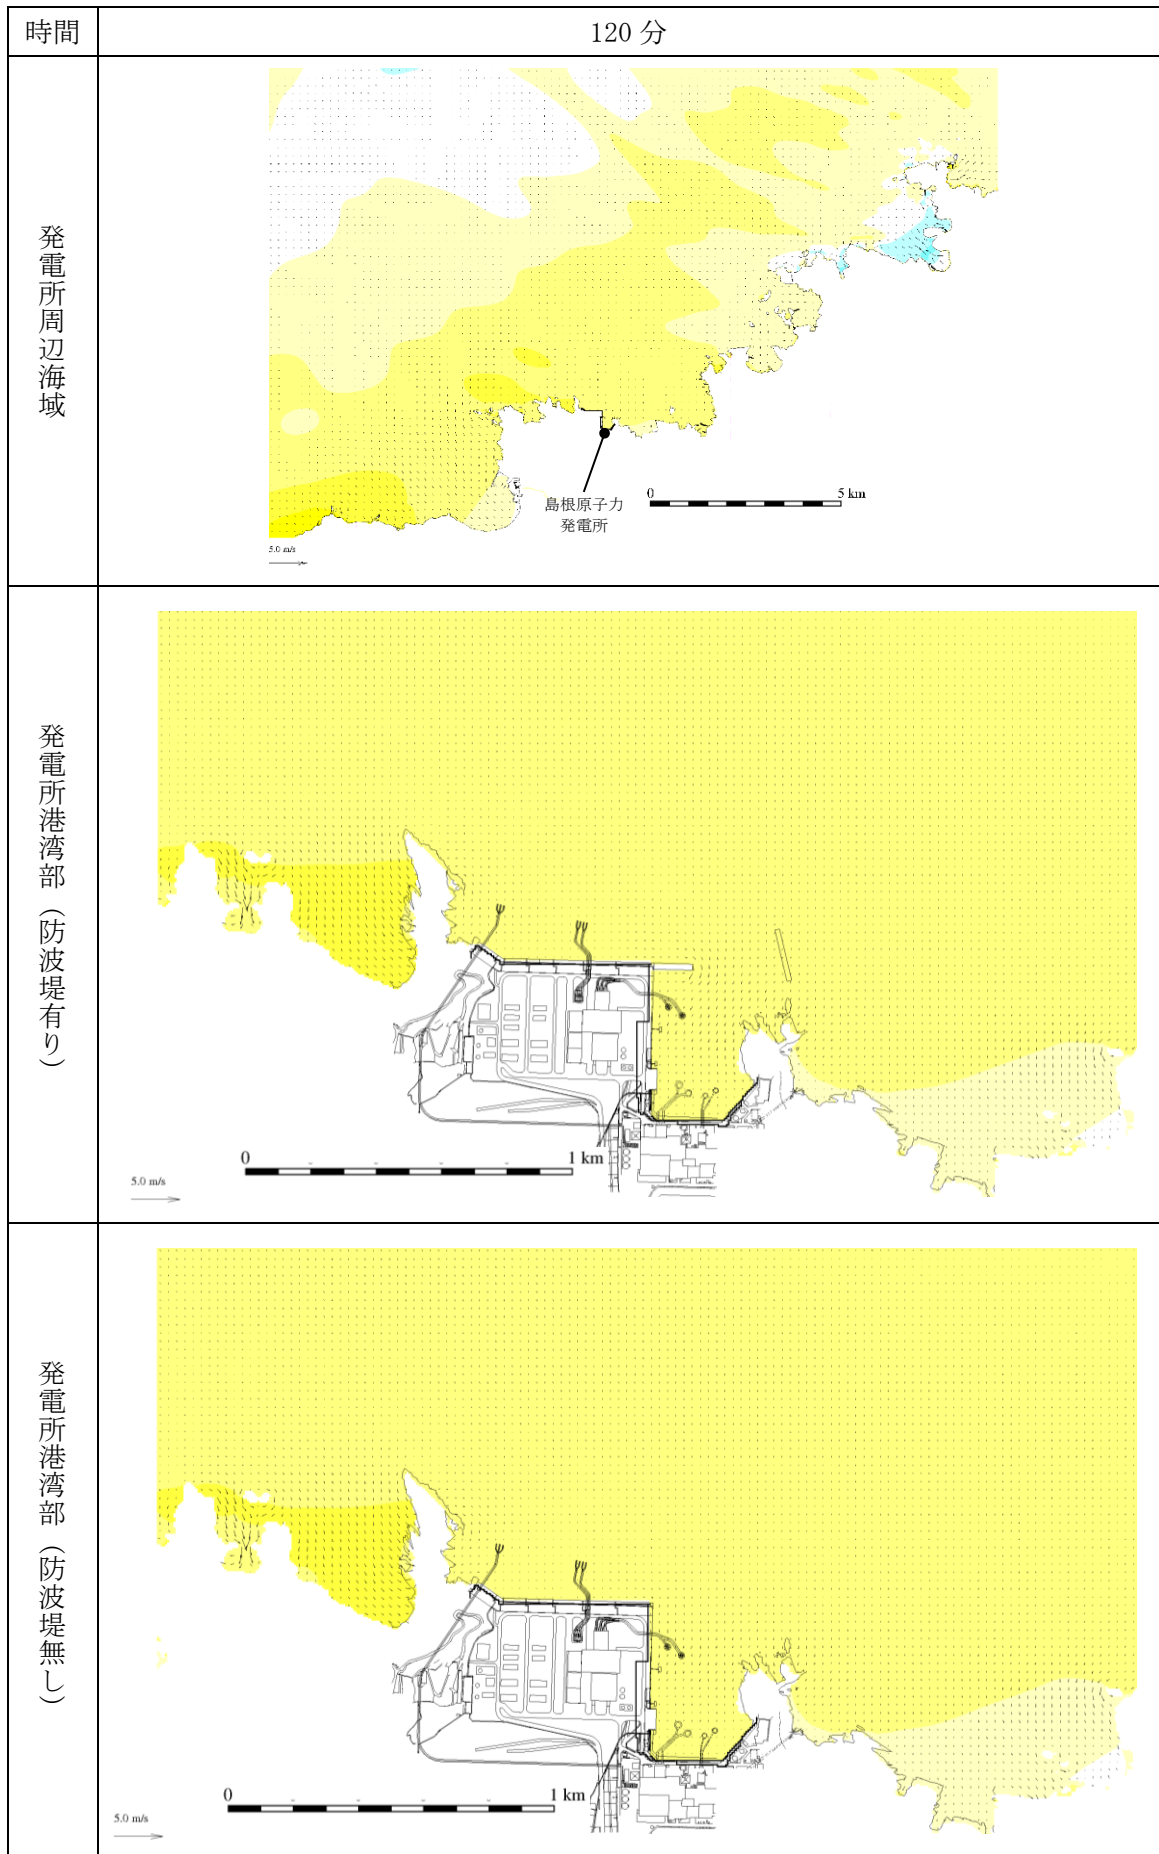 時間
120 分
発電所周辺海域
島根原子力
発電所
0
5 km
5.0 m/s
発電所港湾部（防波堤有り）
0
1 km
5.0 m/s
発電所港湾部（防波堤無し）
0
1 km
5.0 m/s